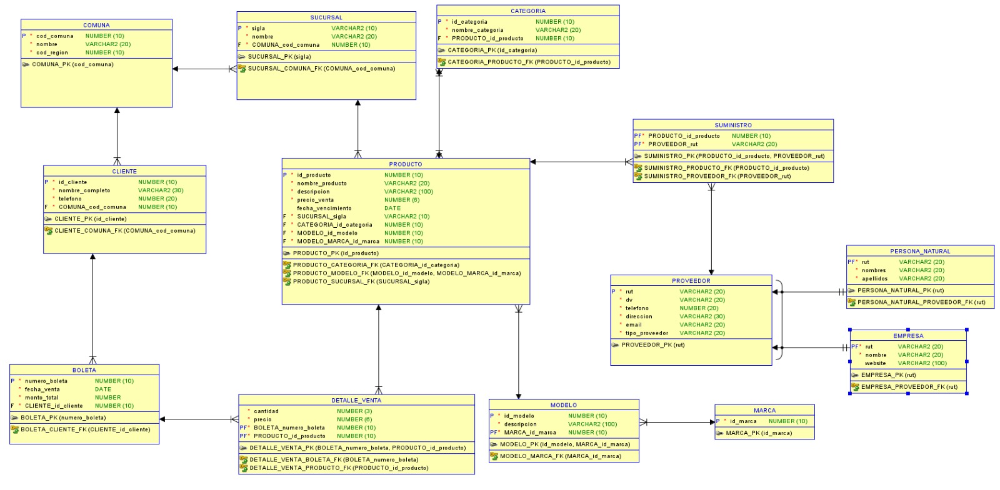 COMUNA
P * cod_comuna NUMBER (10)
* nombre VARCHAR2 (20)
* cod_region NUMBER (10)
COMUNA_PK (cod_comuna)
SUCURSAL
P * sigla VARCHAR2 (10)
* nombre VARCHAR2 (20)
F * COMUNA_cod_comuna NUMBER (10)
SUCURSAL_PK (sigla)
SUCURSAL_COMUNA_FK (COMUNA_cod_comuna)
CATEGORIA
P * id_categoria NUMBER (10)
* nombre_categoria VARCHAR2 (20)
F * PRODUCTO_id_producto NUMBER (10)
CATEGORIA_PK (id_categoria)
CATEGORIA_PRODUCTO_FK (PRODUCTO_id_producto)
SUMINISTRO
PF* PRODUCTO_id_producto NUMBER (10)
PF* PROVEEDOR_rut VARCHAR2 (20)
SUMINISTRO_PK (PRODUCTO_id_producto, PROVEEDOR_rut)
SUMINISTRO_PRODUCTO_FK (PRODUCTO_id_producto)
SUMINISTRO_PROVEEDOR_FK (PROVEEDOR_rut)
CLIENTE
P * id_cliente NUMBER (10)
* nombre_completo VARCHAR2 (30)
* telefono NUMBER (20)
F * COMUNA_cod_comuna NUMBER (10)
CLIENTE_PK (id_cliente)
CLIENTE_COMUNA_FK (COMUNA_cod_comuna)
PRODUCTO
P * id_producto NUMBER (10)
* nombre_producto VARCHAR2 (20)
* descripcion VARCHAR2 (100)
* precio_venta NUMBER (6)
fecha_vencimiento DATE
F * SUCURSAL_sigla VARCHAR2 (10)
F * CATEGORIA_id_categoria NUMBER (10)
F * MODELO_id_modelo NUMBER (10)
F * MODELO_MARCA_id_marca NUMBER (10)
PRODUCTO_PK (id_producto)
PRODUCTO_CATEGORIA_FK (CATEGORIA_id_categoria)
PRODUCTO_MODELO_FK (MODELO_id_modelo, MODELO_MARCA_id_marca)
PRODUCTO_SUCURSAL_FK (SUCURSAL_sigla)
PERSONA_NATURAL
PF* rut VARCHAR2 (20)
* nombres VARCHAR2 (20)
* apellidos VARCHAR2 (20)
PERSONA_NATURAL_PK (rut)
PERSONA_NATURAL_PROVEEDOR_FK (rut)
PROVEEDOR
P * rut VARCHAR2 (20)
* dv VARCHAR2 (20)
* telefono NUMBER (20)
* direccion VARCHAR2 (30)
* email VARCHAR2 (20)
* tipo_proveedor VARCHAR2 (20)
PROVEEDOR_PK (rut)
EMPRESA
PF* rut VARCHAR2 (20)
* nombre VARCHAR2 (20)
website VARCHAR2 (100)
EMPRESA_PK (rut)
EMPRESA_PROVEEDOR_FK (rut)
BOLETA
P * numero_boleta NUMBER (10)
* fecha_venta DATE
* monto_total NUMBER
F * CLIENTE_id_cliente NUMBER (10)
BOLETA_PK (numero_boleta)
BOLETA_CLIENTE_FK (CLIENTE_id_cliente)
DETALLE_VENTA
* cantidad NUMBER (3)
* precio NUMBER (6)
PF* BOLETA_numero_boleta NUMBER (10)
PF* PRODUCTO_id_producto NUMBER (10)
DETALLE_VENTA_PK (BOLETA_numero_boleta, PRODUCTO_id_producto)
DETALLE_VENTA_BOLETA_FK (BOLETA_numero_boleta)
DETALLE_VENTA_PRODUCTO_FK (PRODUCTO_id_producto)
MODELO
P * id_modelo NUMBER (10)
* descripcion VARCHAR2 (100)
PF* MARCA_id_marca NUMBER (10)
MODELO_PK (id_modelo, MARCA_id_marca)
MODELO_MARCA_FK (MARCA_id_marca)
MARCA
P * id_marca NUMBER (10)
MARCA_PK (id_marca)